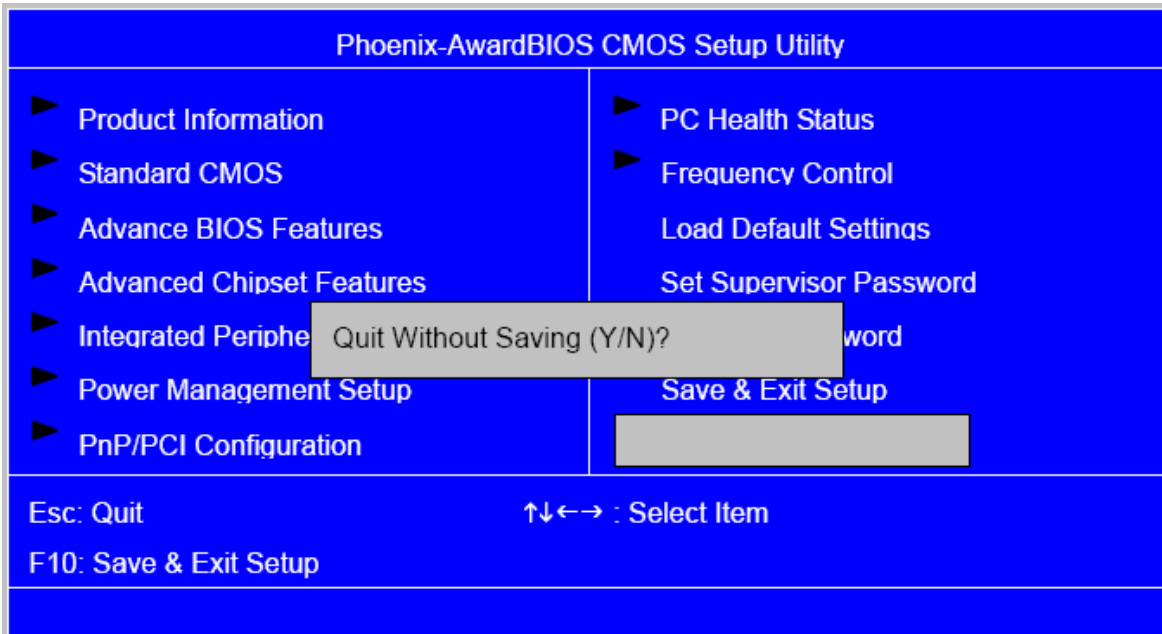 Phoenix-AwardBIOS CMOS Setup Utility
Product Information
Standard CMOS
Advance BIOS Features
Advanced Chipset Features
Integrated Periphe
Power Management Setup
PnP/PCI Configuration
PC Health Status
Frequency Control
Load Default Settings
Set Supervisor Password
word
Save & Exit Setup
Quit Without Saving (Y/N)?
Esc: Quit
↑↓←→ : Select Item
F10: Save & Exit Setup